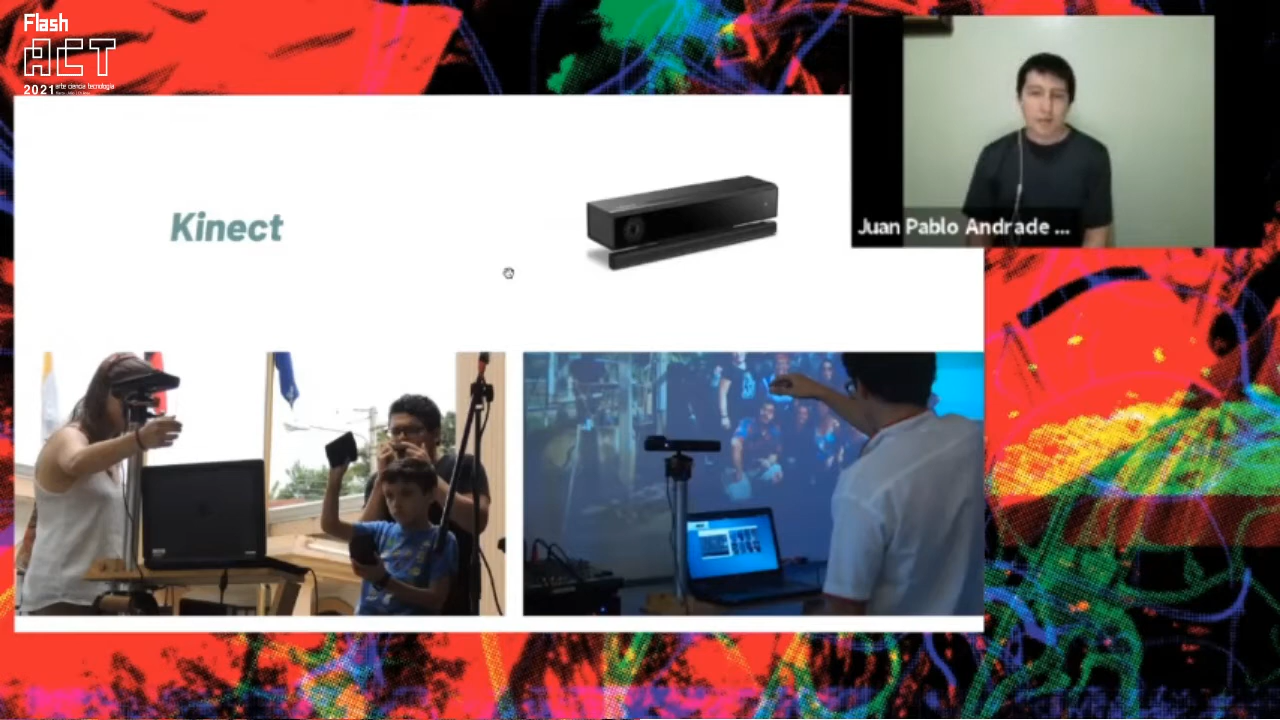 Flash
ACT
2021 arte ciencia tecnología
Kinect
Juan Pablo Andrade ...